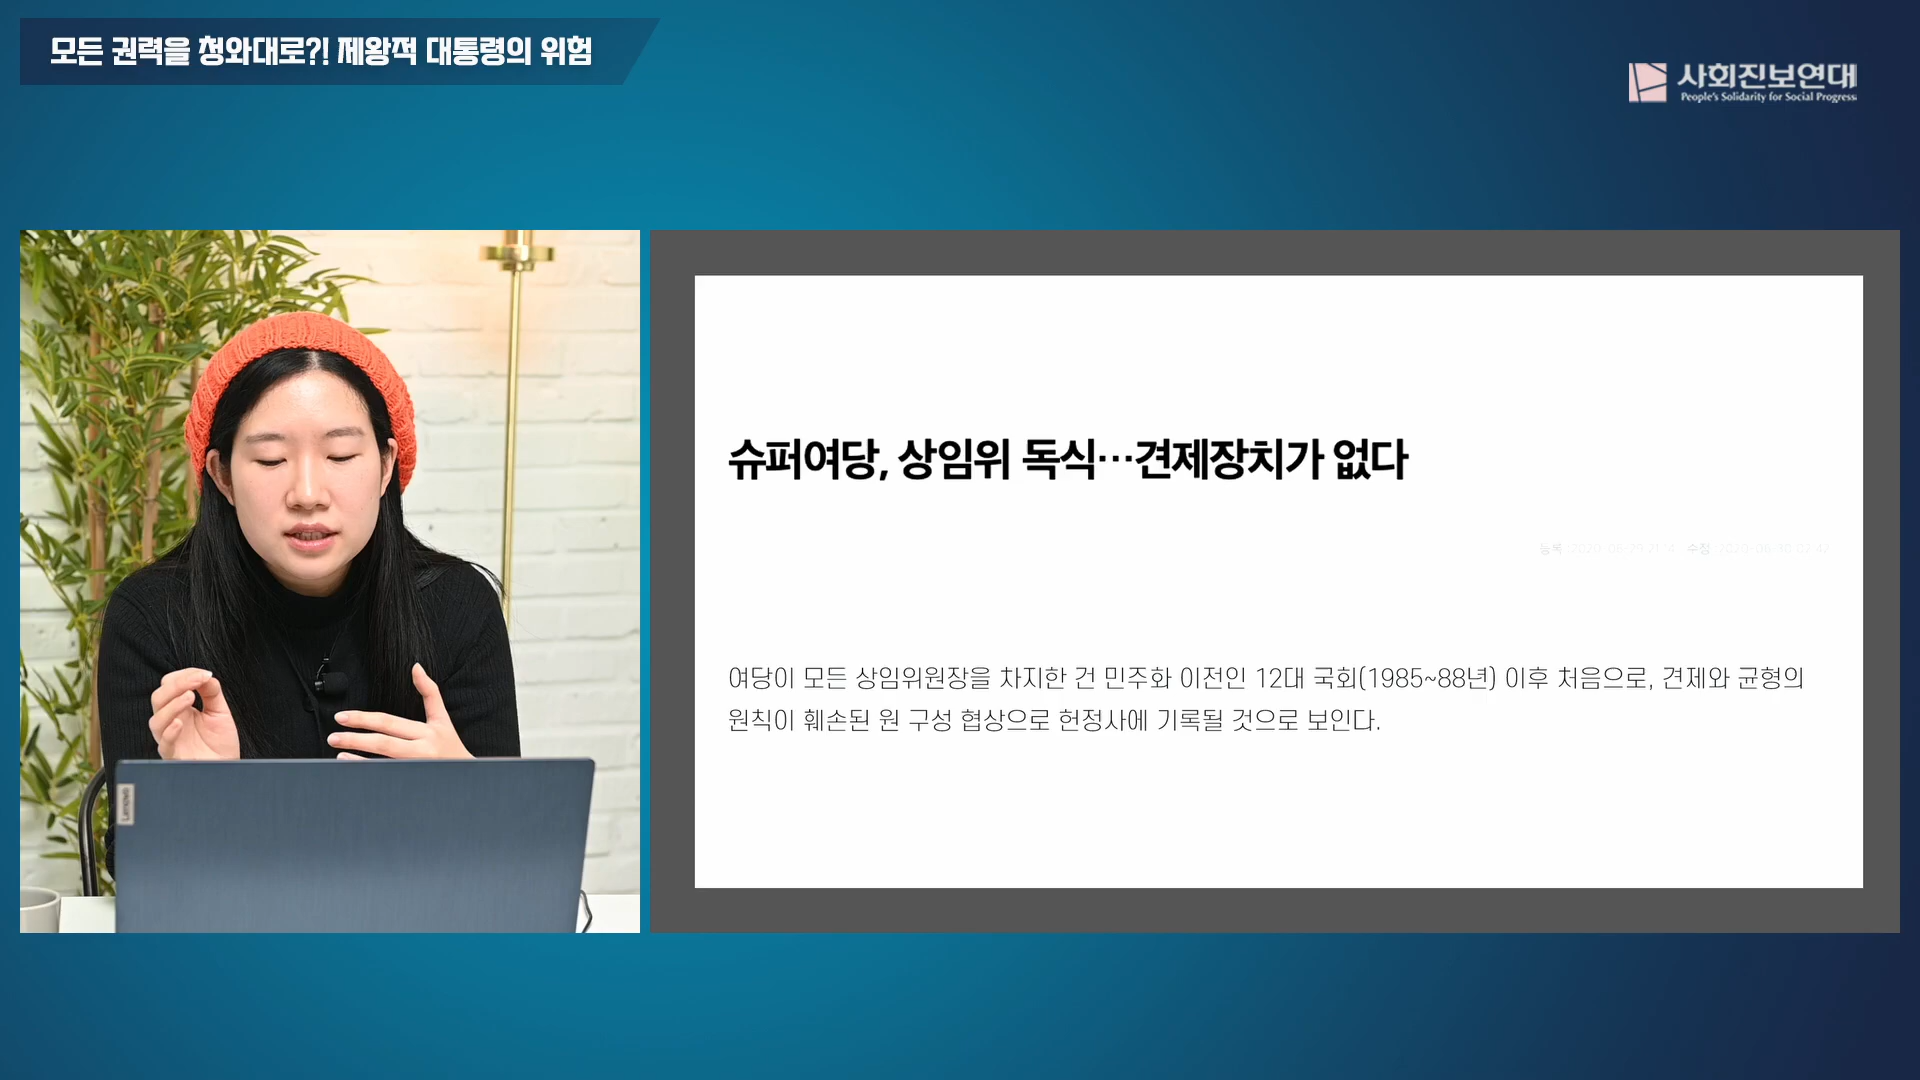 모든 권력을 청와대로?! 제왕적 대통령의 위험
사회진보연대
People's Solidarity for Social Progress
슈퍼여당, 상임위 독식…견제장치가 없다
등록 수정
여당이 모든 상임위원장을 차지한 건 민주화 이전인 12대 국회(1985~88년) 이후 처음으로, 견제와 균형의
원칙이 훼손된 원 구성 협상으로 헌정사에 기록될 것으로 보인다.
Lenovo